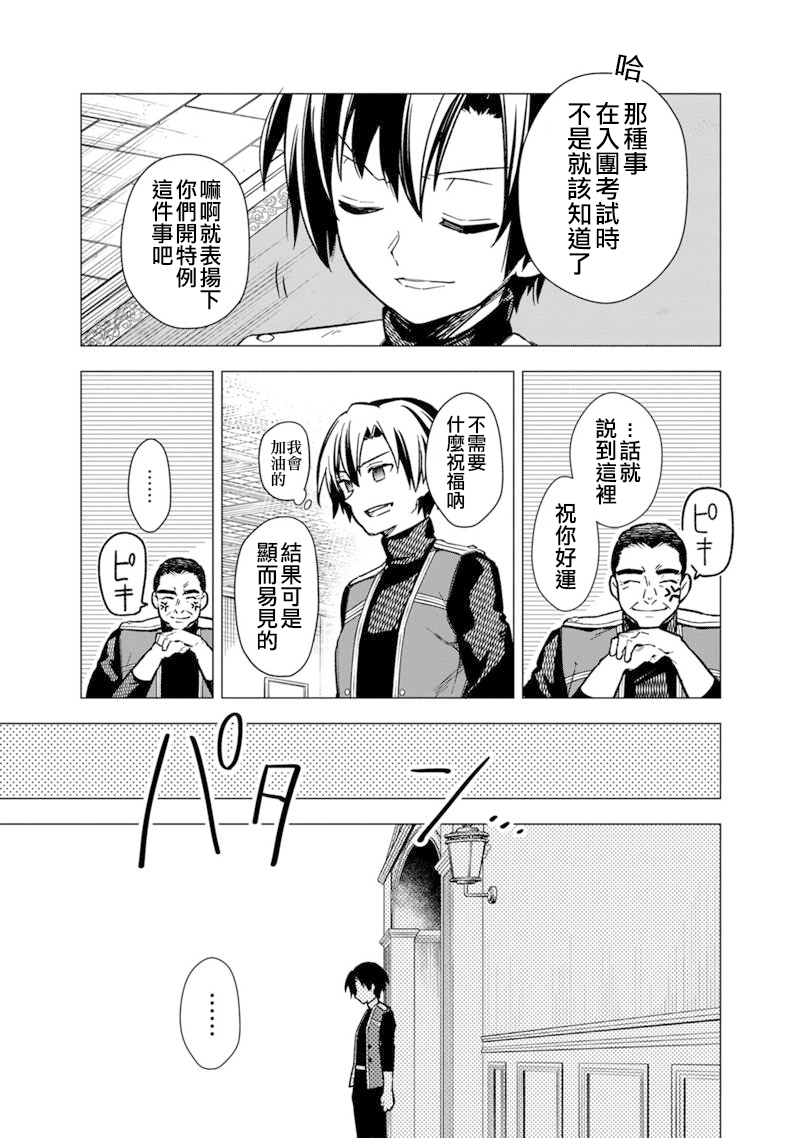 哈
那種事
在入團考試時
不是就該知道了
嘛啊就表揚下
你們開特例
這件事吧
…話就
說到這裡
祝你好運
ピキ
不需要
什麼祝福吶
我會
加油的
結果可是
顯而易見的
……
ピキ
パタン
……